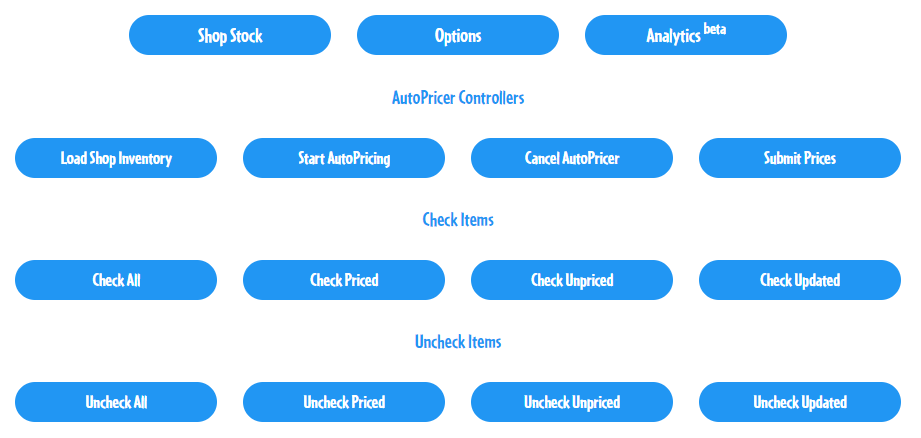 Shop Stock Options Analytics beta
AutoPricer Controllers
Load Shop Inventory Start AutoPricing Cancel AutoPricer Submit Prices
Check Items
Check All Check Priced Check Unpriced Check Updated
Uncheck Items
Uncheck All Uncheck Priced Uncheck Unpriced Uncheck Updated